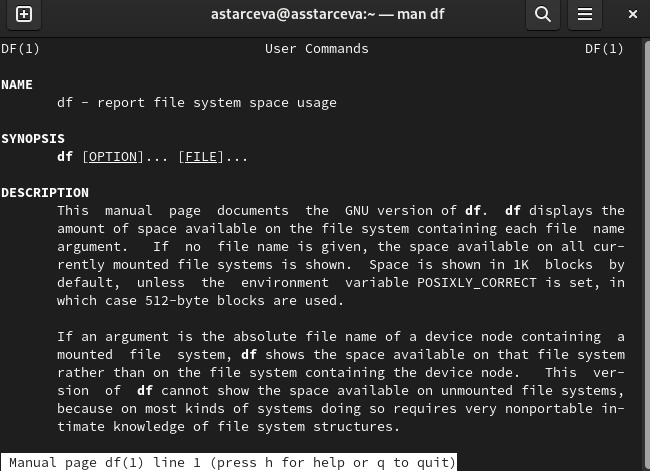 astarceva@asstarceva:~ — man df
DF(1) User Commands DF(1)
NAME
df - report file system space usage
SYNOPSIS
df [OPTION]... [FILE]...
DESCRIPTION
This manual page documents the GNU version of df. df displays the
amount of space available on the file system containing each file name
argument. If no file name is given, the space available on all cur-
rently mounted file systems is shown. Space is shown in 1K blocks by
default, unless the environment variable POSIXLY_CORRECT is set, in
which case 512-byte blocks are used.
If an argument is the absolute file name of a device node containing a
mounted file system, df shows the space available on that file system
rather than on the file system containing the device node. This ver-
sion of df cannot show the space available on unmounted file systems,
because on most kinds of systems doing so requires very nonportable in-
timate knowledge of file system structures.
Manual page df(1) line 1 (press h for help or q to quit)